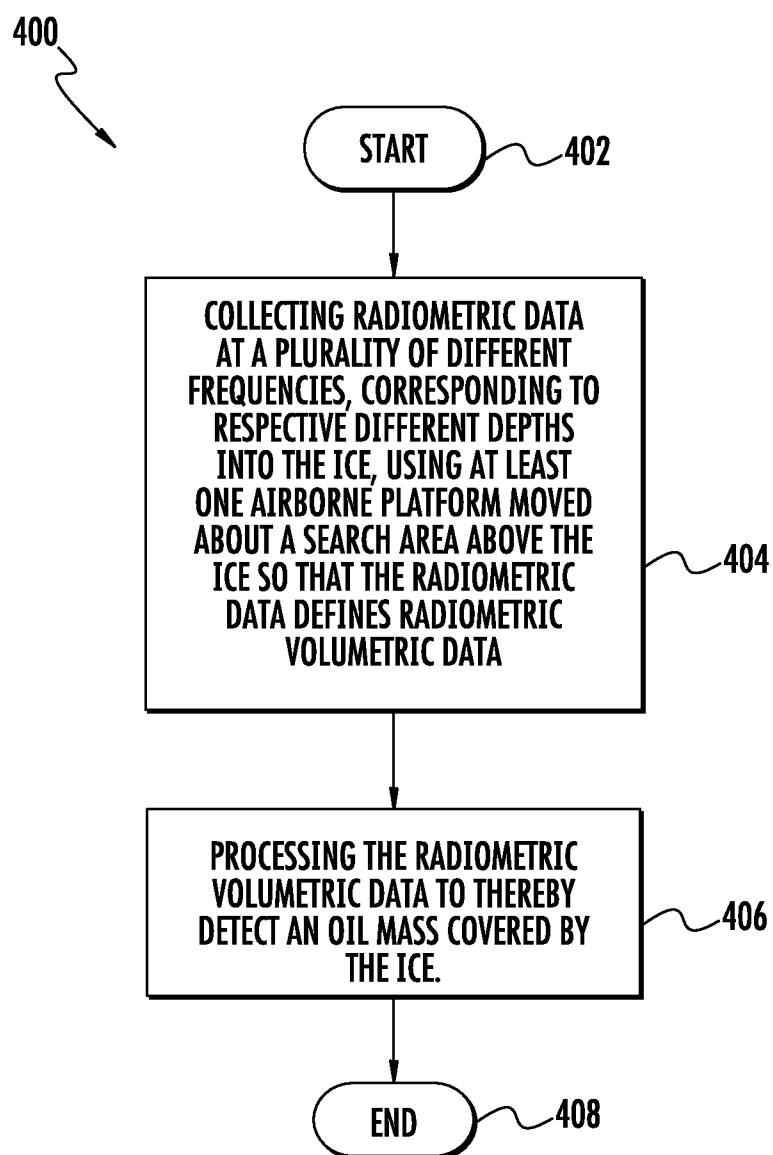 400
START
402
COLLECTING RADIOMETRIC DATA
AT A PLURALITY OF DIFFERENT
FREQUENCIES, CORRESPONDING TO
RESPECTIVE DIFFERENT DEPTHS
INTO THE ICE, USING AT LEAST
ONE AIRBORNE PLATFORM MOVED
ABOUT A SEARCH AREA ABOVE THE
ICE SO THAT THE RADIOMETRIC
DATA DEFINES RADIOMETRIC
VOLUMETRIC DATA
404
PROCESSING THE RADIOMETRIC
VOLUMETRIC DATA TO THEREBY
DETECT AN OIL MASS COVERED BY
THE ICE.
406
END
408